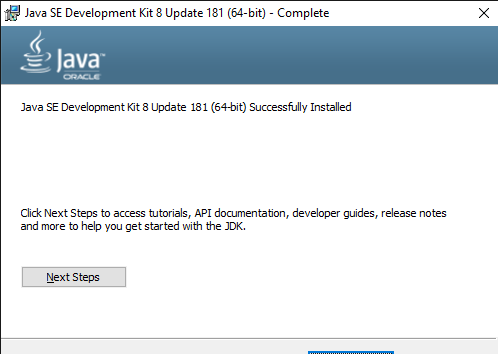 Java SE Development Kit 8 Update 181 (64-bit) - Complete
Java™
ORACLE
Java SE Development Kit 8 Update 181 (64-bit) Successfully Installed
Click Next Steps to access tutorials, API documentation, developer guides, release notes
and more to help you get started with the JDK.
Next Steps